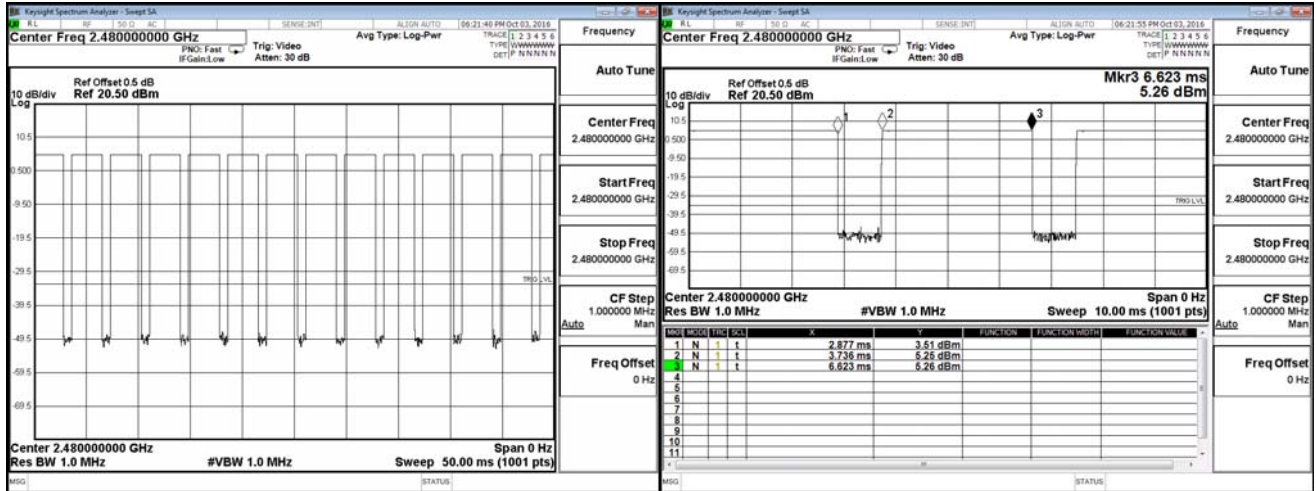 Keysight Spectrum Analyzer - Swept SA
RL RF 50 Ω AC SENSE:INT ALIGN AUTO 06:21:40 PM Oct 03, 2016
Center Freq 2.480000000 GHz
PNO: Fast
IFGain:Low
Trig: Video
Atten: 30 dB
Avg Type: Log-Pwr
TRACE 1 2 3 4 5 6
TYPE WWWWWW
DET P NNNNN
Ref Offset 0.5 dB
10 dB/div Ref 20.50 dBm
Log
10.5
0.500
-9.50
-19.5
-29.5
TRIG LVL
-39.5
-49.5
-59.5
-69.5
Center 2.480000000 GHz Span 0 Hz
Res BW 1.0 MHz #VBW 1.0 MHz Sweep 50.00 ms (1001 pts)
MSG STATUS
Frequency
Auto Tune
Center Freq
2.480000000 GHz
Start Freq
2.480000000 GHz
Stop Freq
2.480000000 GHz
CF Step
1.000000 MHz
Auto Man
Freq Offset
0 Hz
Keysight Spectrum Analyzer - Swept SA
RL RF 50 Ω AC SENSE:INT ALIGN AUTO 06:21:55 PM Oct 03, 2016
Center Freq 2.480000000 GHz
PNO: Fast
IFGain:Low
Trig: Video
Atten: 30 dB
Avg Type: Log-Pwr
TRACE 1 2 3 4 5 6
TYPE WWWWWW
DET P NNNNN
Mkr3 6.623 ms
5.26 dBm
Ref Offset 0.5 dB
10 dB/div Ref 20.50 dBm
Log
1 2 3
10.5
0.500
-9.50
-19.5
-29.5
TRIG LVL
-39.5
-49.5
-59.5
-69.5
Center 2.480000000 GHz Span 0 Hz
Res BW 1.0 MHz #VBW 1.0 MHz Sweep 10.00 ms (1001 pts)
MKR MODE TRC SCL X Y FUNCTION FUNCTION WIDTH FUNCTION VALUE
1 N 1 t 2.877 ms 3.51 dBm
2 N 1 t 3.736 ms 5.25 dBm
3 N 1 t 6.623 ms 5.26 dBm
4
5
6
7
8
9
10
11
MSG STATUS
Frequency
Auto Tune
Center Freq
2.480000000 GHz
Start Freq
2.480000000 GHz
Stop Freq
2.480000000 GHz
CF Step
1.000000 MHz
Auto Man
Freq Offset
0 Hz